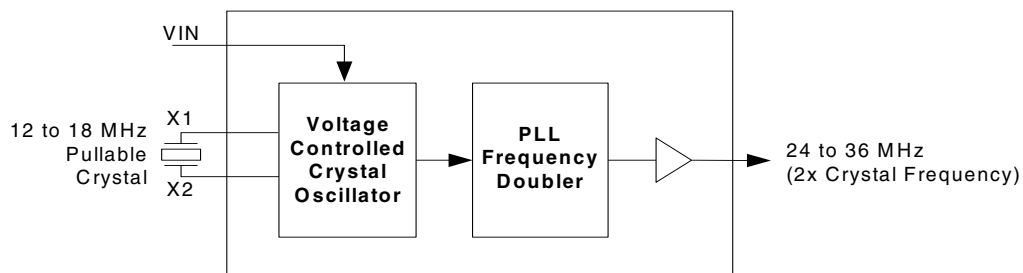 VIN
X1
12 to 18 MHz
Pullable
Crystal
X2
Voltage
Controlled
Crystal
Oscillator
PLL
Frequency
Doubler
24 to 36 MHz
(2x Crystal Frequency)